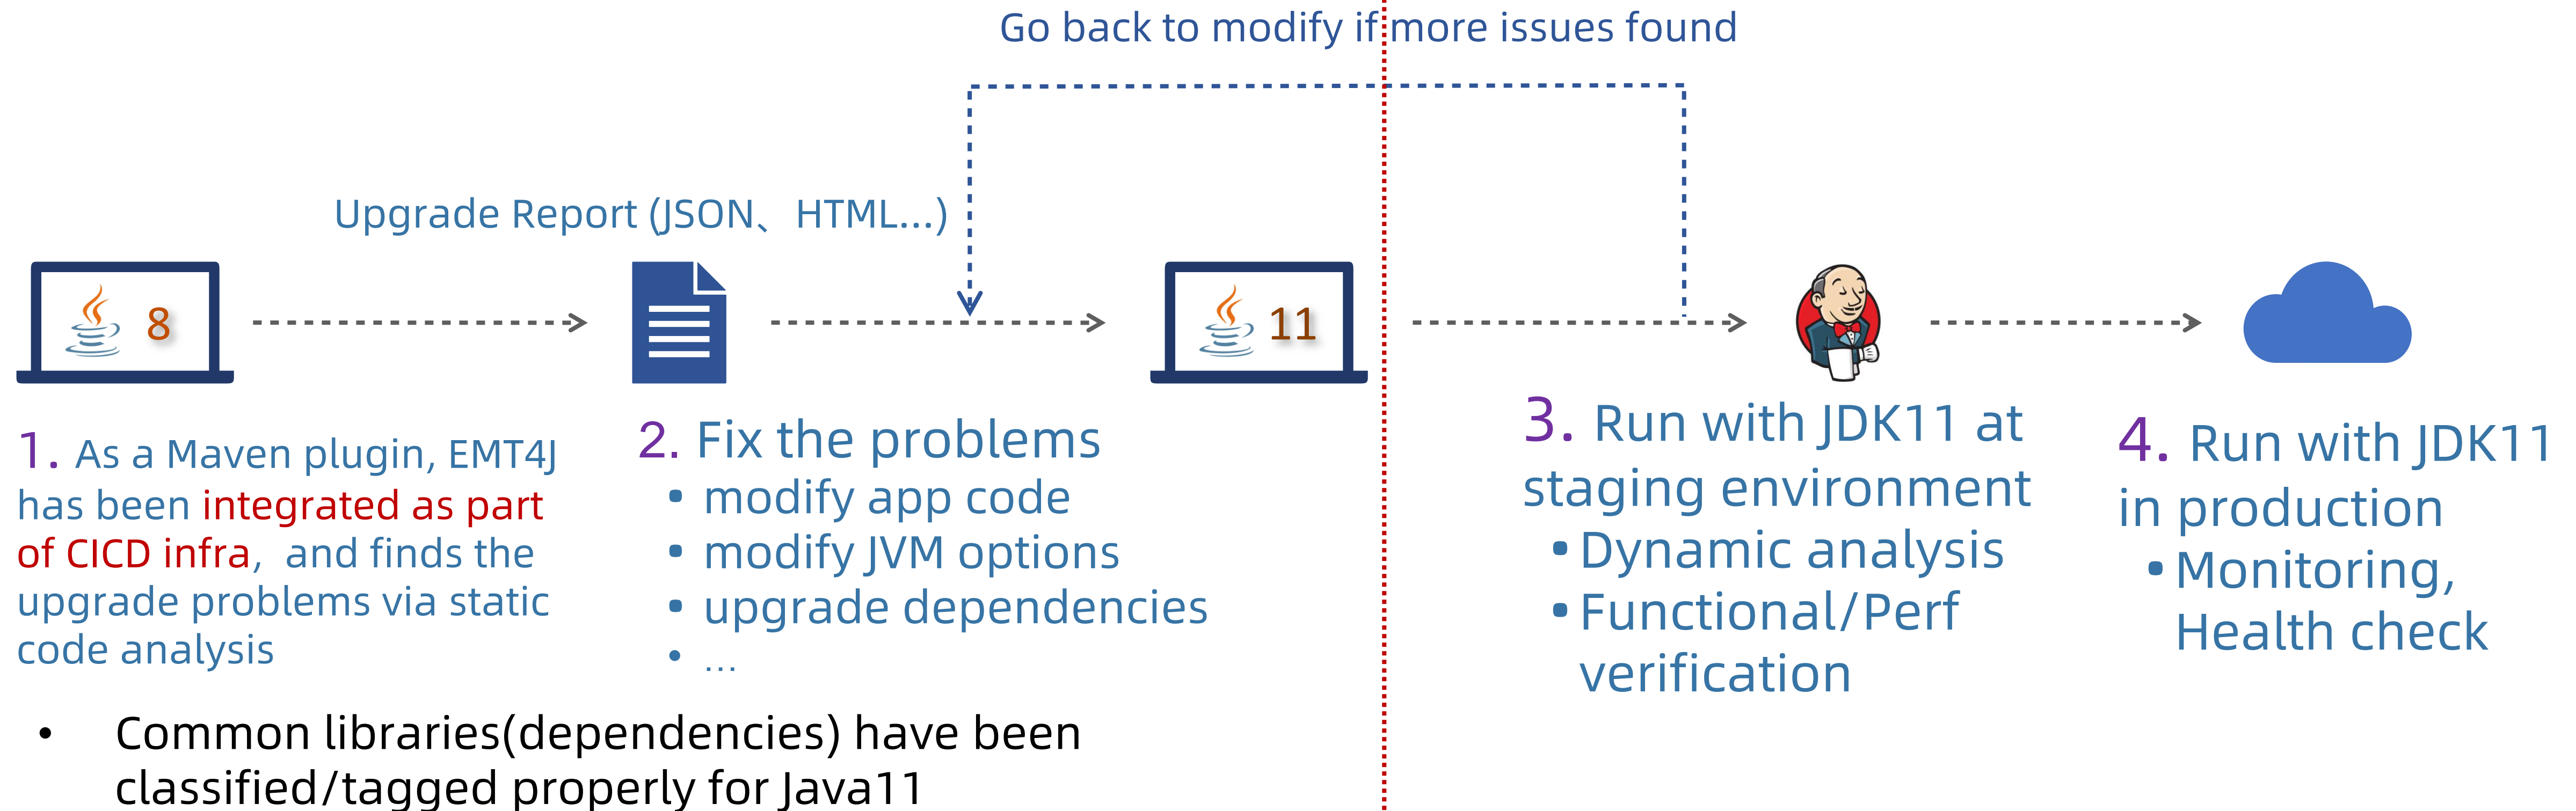 Go back to modify if more issues found
Upgrade Report (JSON、HTML...)
8
11
1. As a Maven plugin, EMT4J
has been integrated as part
of CICD infra, and finds the
upgrade problems via static
code analysis
2. Fix the problems
• modify app code
• modify JVM options
• upgrade dependencies
• ...
3. Run with JDK11 at
staging environment
• Dynamic analysis
• Functional/Perf
verification
4. Run with JDK11
in production
• Monitoring,
Health check
• Common libraries(dependencies) have been
classified/tagged properly for Java11